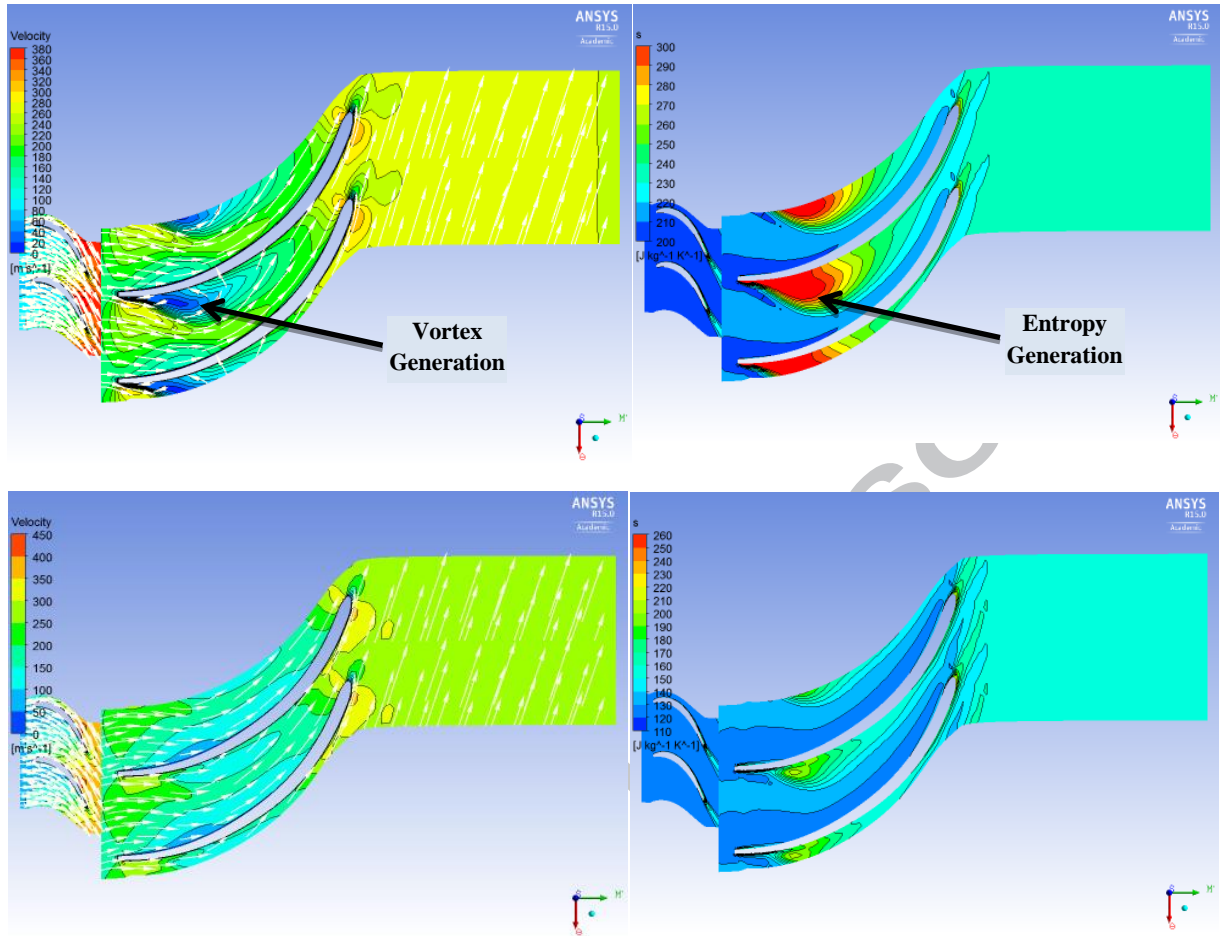 ANSYS
R15.0
Academic
Velocity
380
360
340
320
300
280
260
240
220
200
180
160
140
120
100
80
60
40
20
0
[m s^-1]
Vortex
Generation
M'
ANSYS
R15.0
Academic
s
300
290
280
270
260
250
240
230
220
210
200
[J kg^-1 K^-1]
Entropy
Generation
M'
ANSYS
R15.0
Academic
Velocity
450
400
350
300
250
200
150
100
50
0
[m s^-1]
M'
ANSYS
R15.0
Academic
s
260
250
240
230
220
210
200
190
180
170
160
150
140
130
120
110
[J kg^-1 K^-1]
M'